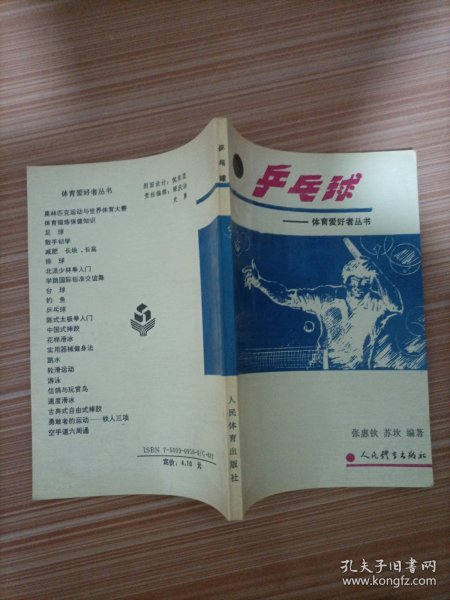 体育爱好者丛书
奥林匹克运动与世界体育大赛
体育锻炼保健知识
足 球
散手初学
减肥 长块、长高
排 球
北派少林拳入门
学跳国际标准交谊舞
台 球
钓 鱼
乒乓球
陈式太极拳入门
中国式摔跤
花样滑冰
实用器械健身法
跳水
轮滑运动
游泳
信鸽与玩赏鸟
速度滑冰
古典式自由式摔跤
勇敢者的运动——铁人三项
空手道六周通
封面设计：
责任编辑：
定价：4.10 元
乒乓球
人民体育出版社
乒乓球
——体育爱好者丛书
张惠钦 苏坎 编著
人民体育出版社
孔夫子旧书网
www.kongfz.com